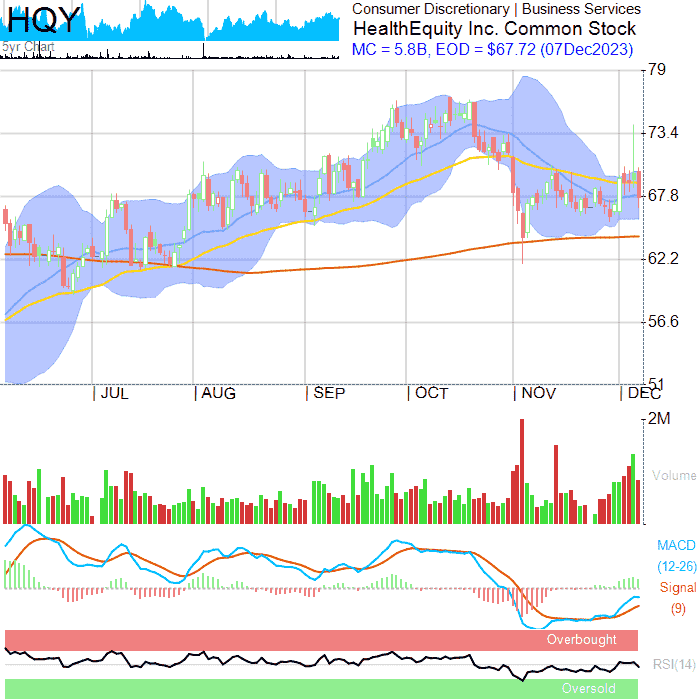 HQY
5yr Chart
Consumer Discretionary | Business Services
HealthEquity Inc. Common Stock
MC = 5.8B, EOD = $67.72 (07Dec2023)
79
73.4
67.8
62.2
56.6
51
JUL
AUG
SEP
OCT
NOV
DEC
2M
Volume
MACD
(12-26)
Signal
(9)
Overbought
RSI(14)
Oversold